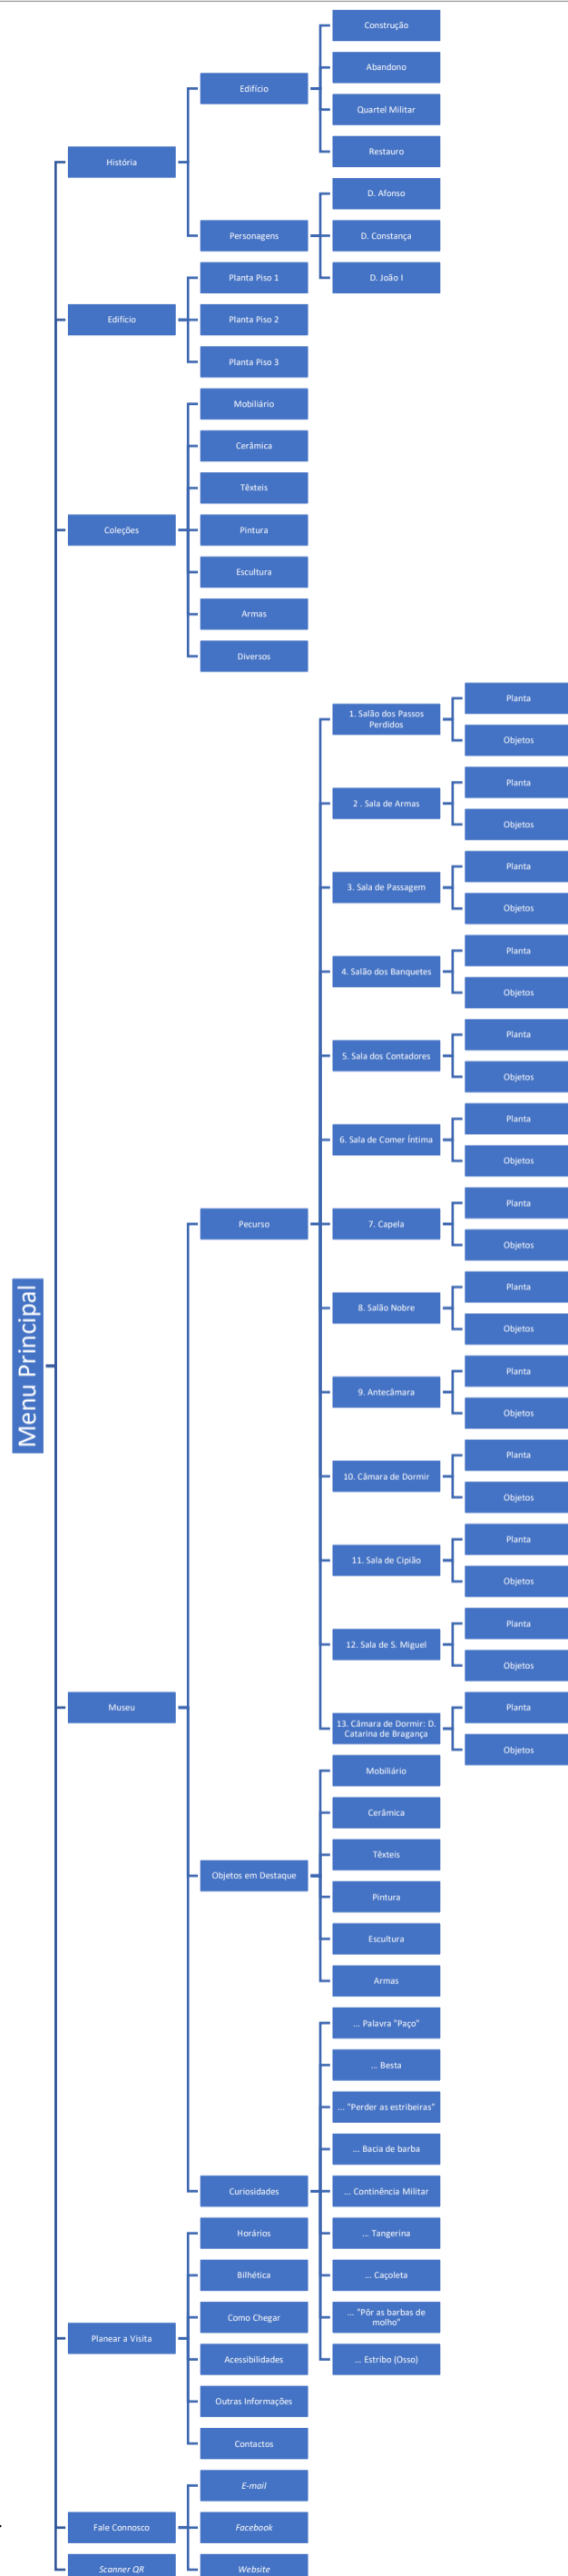 Menu Principal
História
Edifício
Construção
Abandono
Quartel Militar
Restauro
Personagens
D. Afonso
D. Constança
D. João I
Edifício
Planta Piso 1
Planta Piso 2
Planta Piso 3
Coleções
Mobiliário
Cerâmica
Têxteis
Pintura
Escultura
Armas
Diversos
Museu
Pecurso
1. Salão dos Passos
Perdidos
Planta
Objetos
2 . Sala de Armas
Planta
Objetos
3. Sala de Passagem
Planta
Objetos
4. Salão dos Banquetes
Planta
Objetos
5. Sala dos Contadores
Planta
Objetos
6. Sala de Comer Íntima
Planta
Objetos
7. Capela
Planta
Objetos
8. Salão Nobre
Planta
Objetos
9. Antecâmara
Planta
Objetos
10. Câmara de Dormir
Planta
Objetos
11. Sala de Cipião
Planta
Objetos
12. Sala de S. Miguel
Planta
Objetos
13. Câmara de Dormir: D.
Catarina de Bragança
Planta
Objetos
Objetos em Destaque
Mobiliário
Cerâmica
Têxteis
Pintura
Escultura
Armas
Curiosidades
... Palavra "Paço"
... Besta
... "Perder as estribeiras"
... Bacia de barba
... Continência Militar
... Tangerina
... Caçoleta
... "Pôr as barbas de
molho"
... Estribo (Osso)
Planear a Visita
Horários
Bilhética
Como Chegar
Acessibilidades
Outras Informações
Contactos
Fale Connosco
E-mail
Facebook
Website
Scanner QR